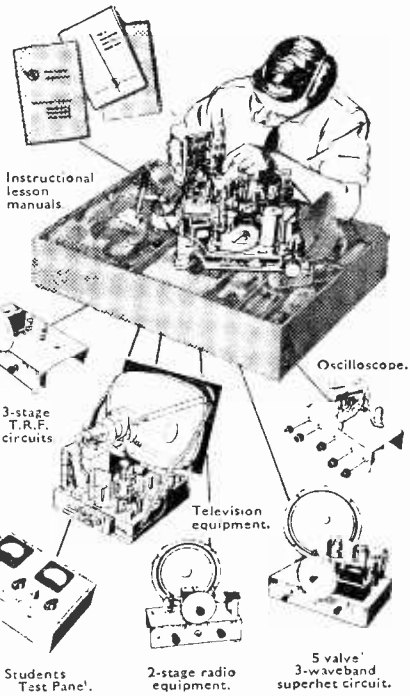 Instructional
lesson
manuals.
Oscilloscope.
3-stage
T.R.F.
circuits
Television
equipment.
Students
Test Panel.
2-stage radio
equipment.
5 valve
3-waveband
superhet circuit.